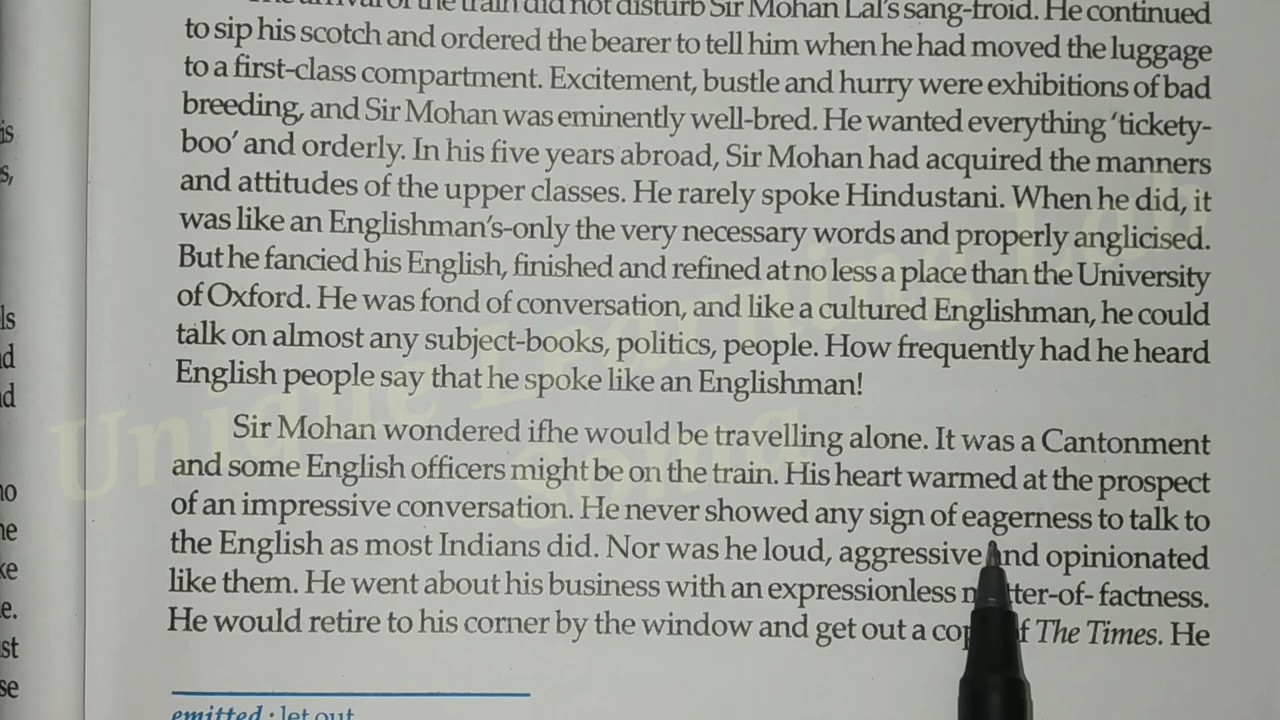 arrival of the train did not disturb Sir Mohan Lal's sang-froid. He continued
to sip his scotch and ordered the bearer to tell him when he had moved the luggage
to a first-class compartment. Excitement, bustle and hurry were exhibitions of bad
breeding, and Sir Mohan was eminently well-bred. He wanted everything 'tickety-
boo' and orderly. In his five years abroad, Sir Mohan had acquired the manners
and attitudes of the upper classes. He rarely spoke Hindustani. When he did, it
was like an Englishman's-only the very necessary words and properly anglicised.
But he fancied his English, finished and refined at no less a place than the University
of Oxford. He was fond of conversation, and like a cultured Englishman, he could
talk on almost any subject-books, politics, people. How frequently had he heard
English people say that he spoke like an Englishman!
Sir Mohan wondered ifhe would be travelling alone. It was a Cantonment
and some English officers might be on the train. His heart warmed at the prospect
of an impressive conversation. He never showed any sign of eagerness to talk to
the English as most Indians did. Nor was he loud, aggressive and opinionated
like them. He went about his business with an expressionless matter-of- factness.
He would retire to his corner by the window and get out a copy of The Times. He
emitted : let out